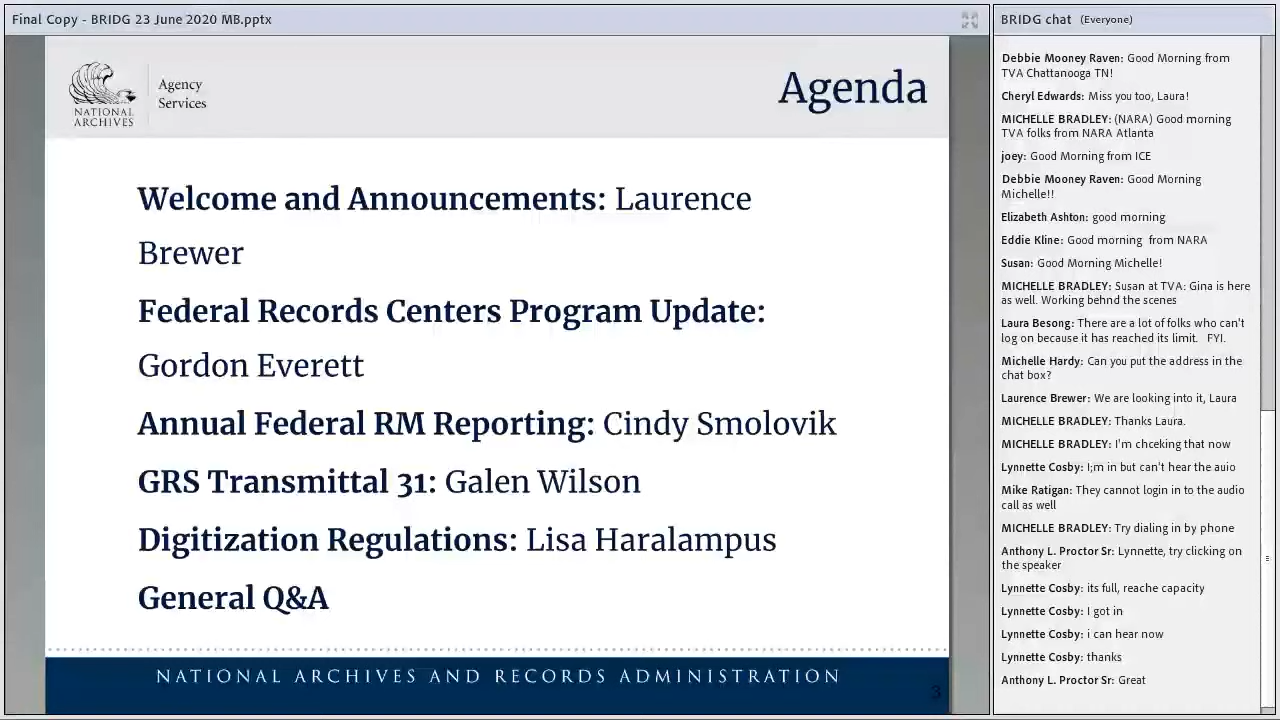 Final Copy - BRIDG 23 June 2020 MB.pptx
NATIONAL
ARCHIVES
Agency
Services
Agenda
Welcome and Announcements: Laurence
Brewer
Federal Records Centers Program Update:
Gordon Everett
Annual Federal RM Reporting: Cindy Smolovik
GRS Transmittal 31: Galen Wilson
Digitization Regulations: Lisa Haralampus
General Q&A
NATIONAL ARCHIVES AND RECORDS ADMINISTRATION
3
BRIDG chat (Everyone)
Debbie Mooney Raven: Good Morning from
TVA Chattanooga TN!
Cheryl Edwards: Miss you too, Laura!
MICHELLE BRADLEY: (NARA) Good morning
TVA folks from NARA Atlanta
joey: Good Morning from ICE
Debbie Mooney Raven: Good Morning
Michelle!!
Elizabeth Ashton: good morning
Eddie Kline: Good morning from NARA
Susan: Good Morning Michelle!
MICHELLE BRADLEY: Susan at TVA: Gina is here
as well. Working behnd the scenes
Laura Besong: There are a lot of folks who can't
log on because it has reached its limit. FYI.
Michelle Hardy: Can you put the address in the
chat box?
Laurence Brewer: We are looking into it, Laura
MICHELLE BRADLEY: Thanks Laura.
MICHELLE BRADLEY: I'm chceking that now
Lynnette Cosby: I;m in but can't hear the auio
Mike Ratigan: They cannot login in to the audio
call as well
MICHELLE BRADLEY: Try dialing in by phone
Anthony L. Proctor Sr: Lynnette, try clicking on
the speaker
Lynnette Cosby: its full, reache capacity
Lynnette Cosby: I got in
Lynnette Cosby: i can hear now
Lynnette Cosby: thanks
Anthony L. Proctor Sr: Great